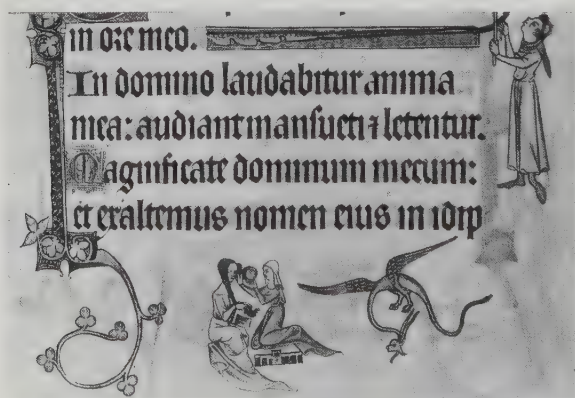 in ore meo.
In domino laudabitur anima
mea: audiant mansueti ⁊ letentur.
Magnificate dominum mecum:
et exaltemus nomen eius in idip